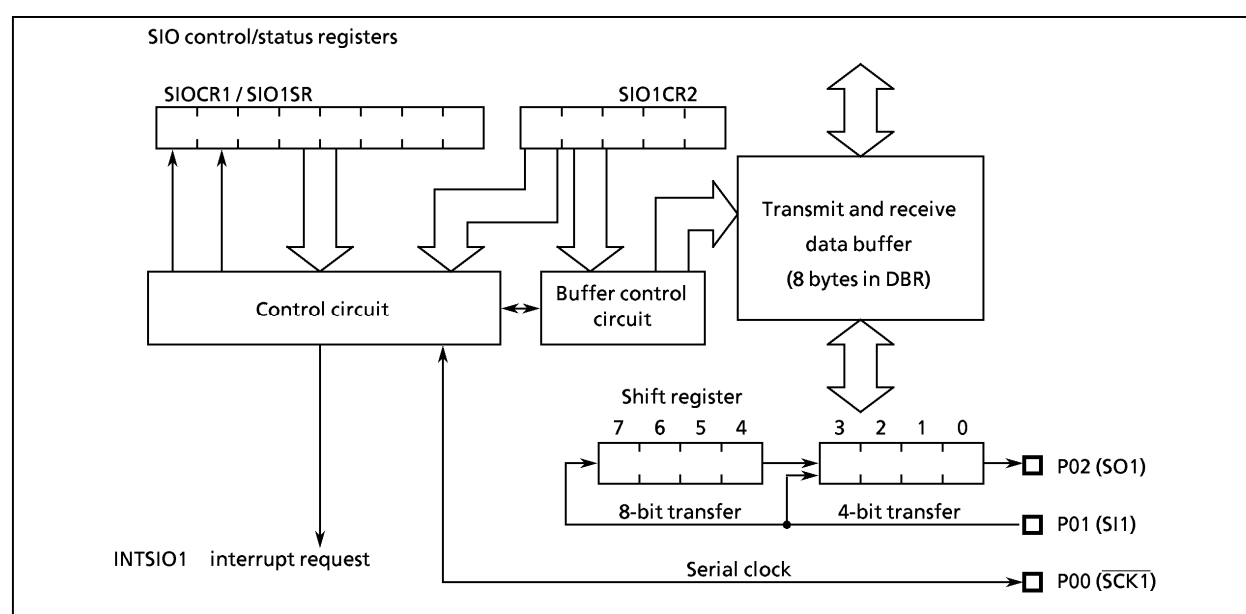 SIO control/status registers
SIOCR1 / SIO1SR
SIO1CR2
Transmit and receive
data buffer
(8 bytes in DBR)
Control circuit
Buffer control
circuit
Shift register
7 6 5 4
3 2 1 0
P02 (SO1)
8-bit transfer
4-bit transfer
P01 (SI1)
INTSIO1 interrupt request
Serial clock
P00 (S̅C̅K̅1̅)